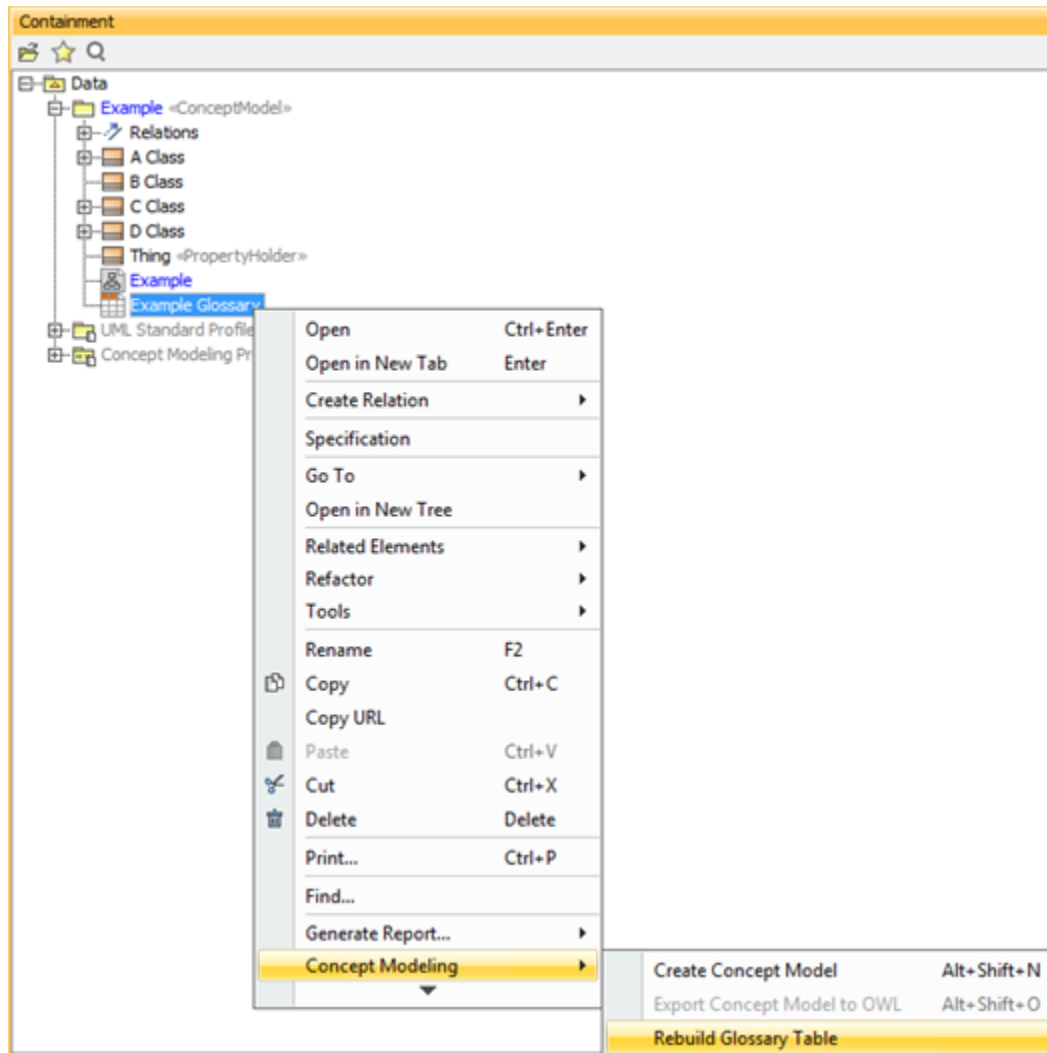 Containment
Data
Example «ConceptModel»
Relations
A Class
B Class
C Class
D Class
Thing «PropertyHolder»
Example
Example Glossary
UML Standard Profile
Concept Modeling Pr
Open Ctrl+Enter
Open in New Tab Enter
Create Relation
Specification
Go To
Open in New Tree
Related Elements
Refactor
Tools
Rename F2
Copy Ctrl+C
Copy URL
Paste Ctrl+V
Cut Ctrl+X
Delete Delete
Print... Ctrl+P
Find...
Generate Report...
Concept Modeling
Create Concept Model Alt+Shift+N
Export Concept Model to OWL Alt+Shift+O
Rebuild Glossary Table